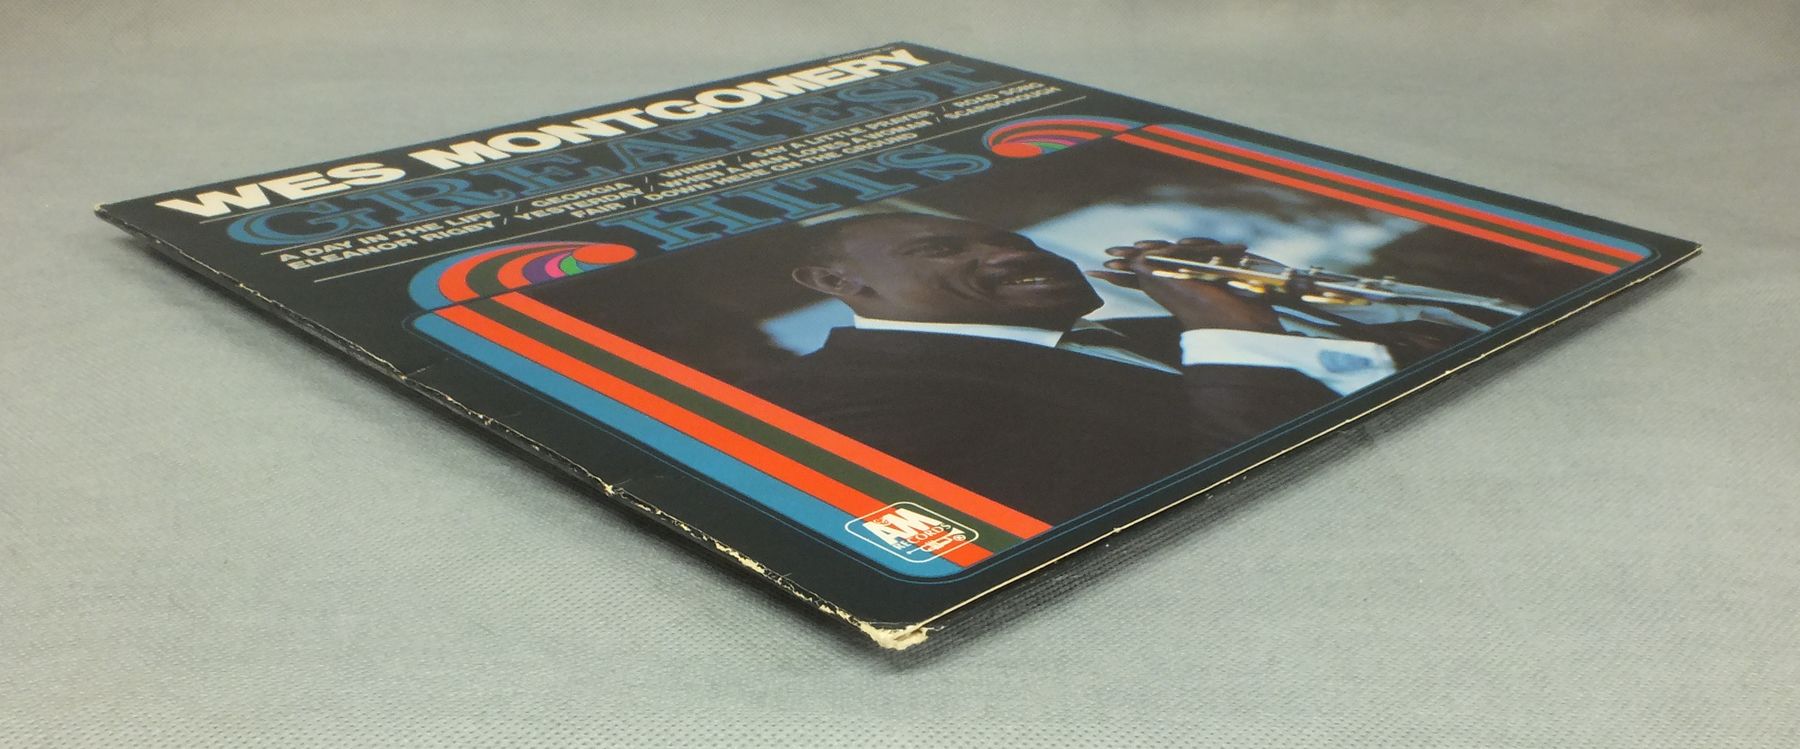 WES MONTGOMERY
GREATEST
A DAY IN THE LIFE / GEORGIA / WINDY / SAY A LITTLE PRAYER / ROAD SONG
ELEANOR RIGBY / YESTERDAY / WHEN A MAN LOVES A WOMAN / SCARBOROUGH
FAIR / DOWN HERE ON THE GROUND
HITS
A&M
RECORDS
®